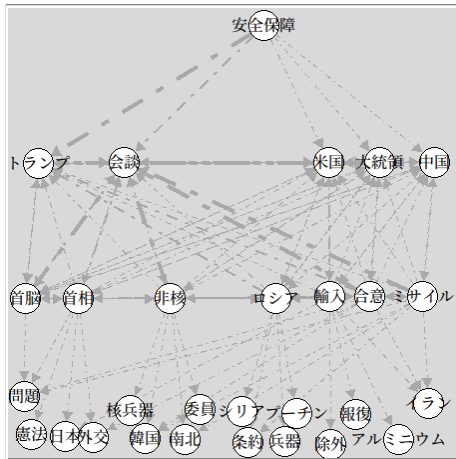 安全保障
トランプ 会談 米国 大統領 中国
首脳 首相 非核 ロシア 輸入 合意 ミサイル
問題 核兵器 委員 シリア プーチン 報復 イラン
憲法 日本 外交 韓国 南北 条約 兵器 除外 アルミニウム